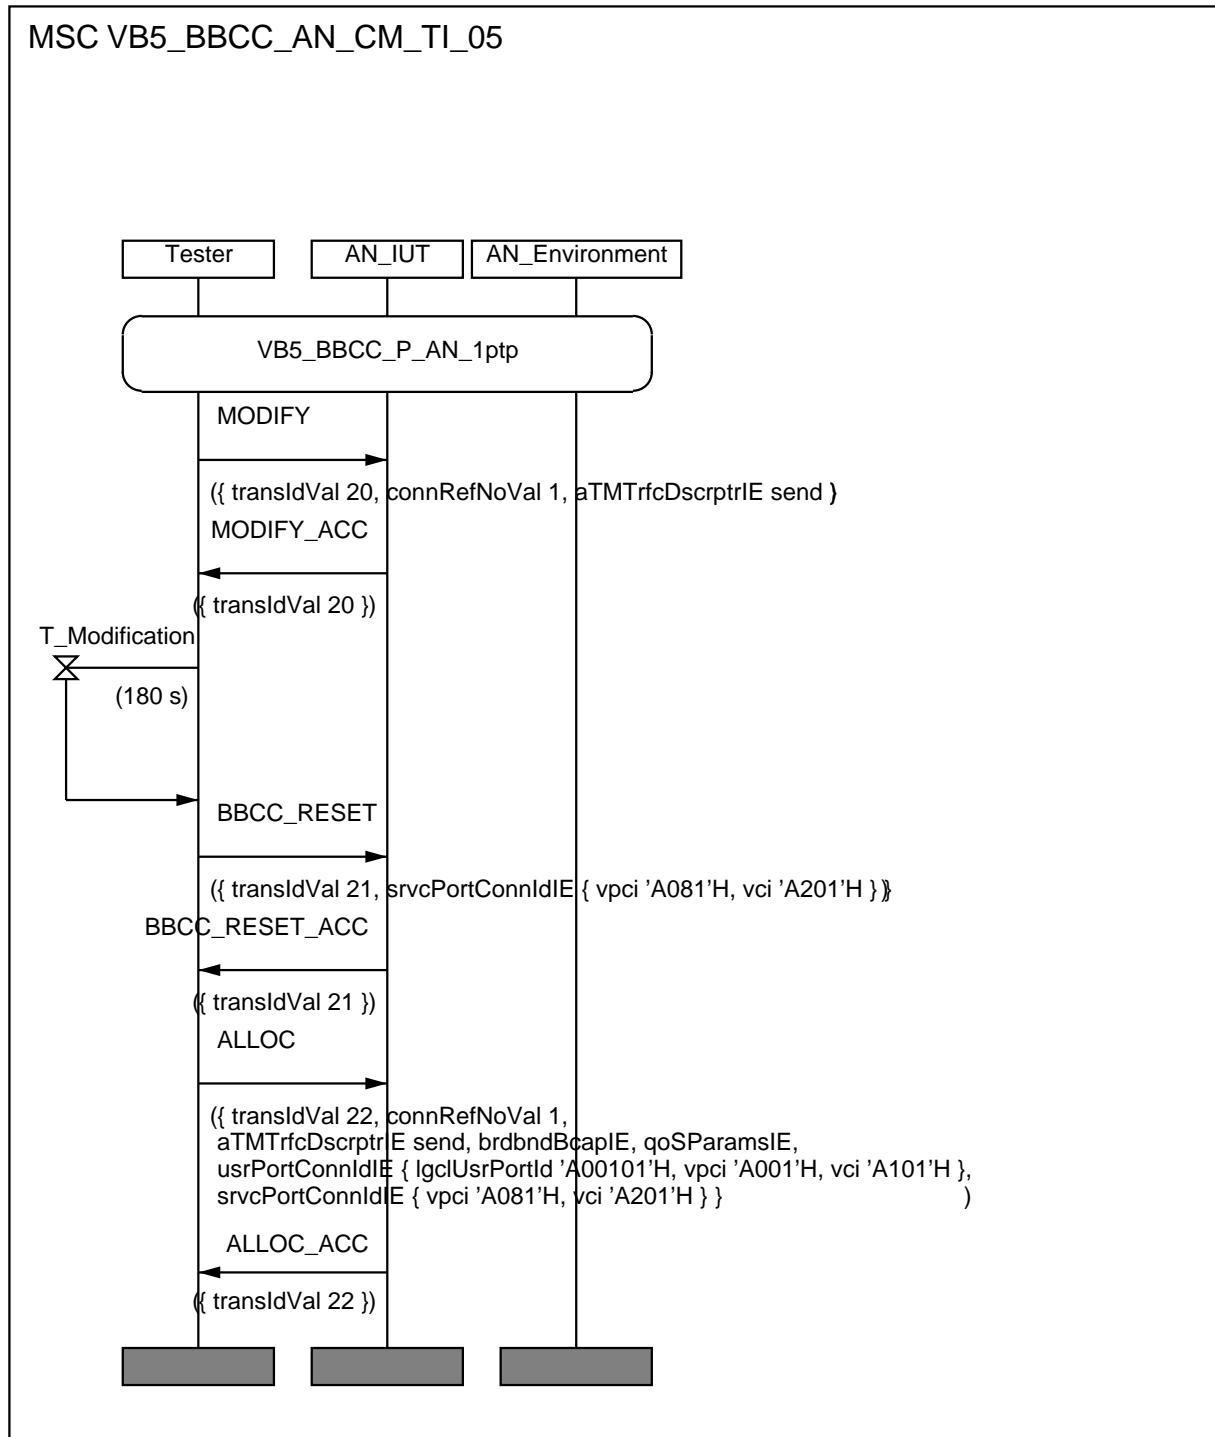 MSC VB5_BBCC_AN_CM_TI_05
Tester
AN_IUT
AN_Environment
VB5_BBCC_P_AN_1ptp
MODIFY
({ transIdVal 20, connRefNoVal 1, aTMTrfcDscrptrIE send })
MODIFY_ACC
({ transIdVal 20 })
T_Modification
(180 s)
BBCC_RESET
({ transIdVal 21, srvcPortConnIdIE { vpci ’A081’H, vci ’A201’H } })
BBCC_RESET_ACC
({ transIdVal 21 })
ALLOC
({ transIdVal 22, connRefNoVal 1,
aTMTrfcDscrptrIE send, brdbndBcapIE, qoSParamsIE,
usrPortConnIdIE { lgclUsrPortId ’A00101’H, vpci ’A001’H, vci ’A101’H },
srvcPortConnIdIE { vpci ’A081’H, vci ’A201’H } } )
ALLOC_ACC
({ transIdVal 22 })